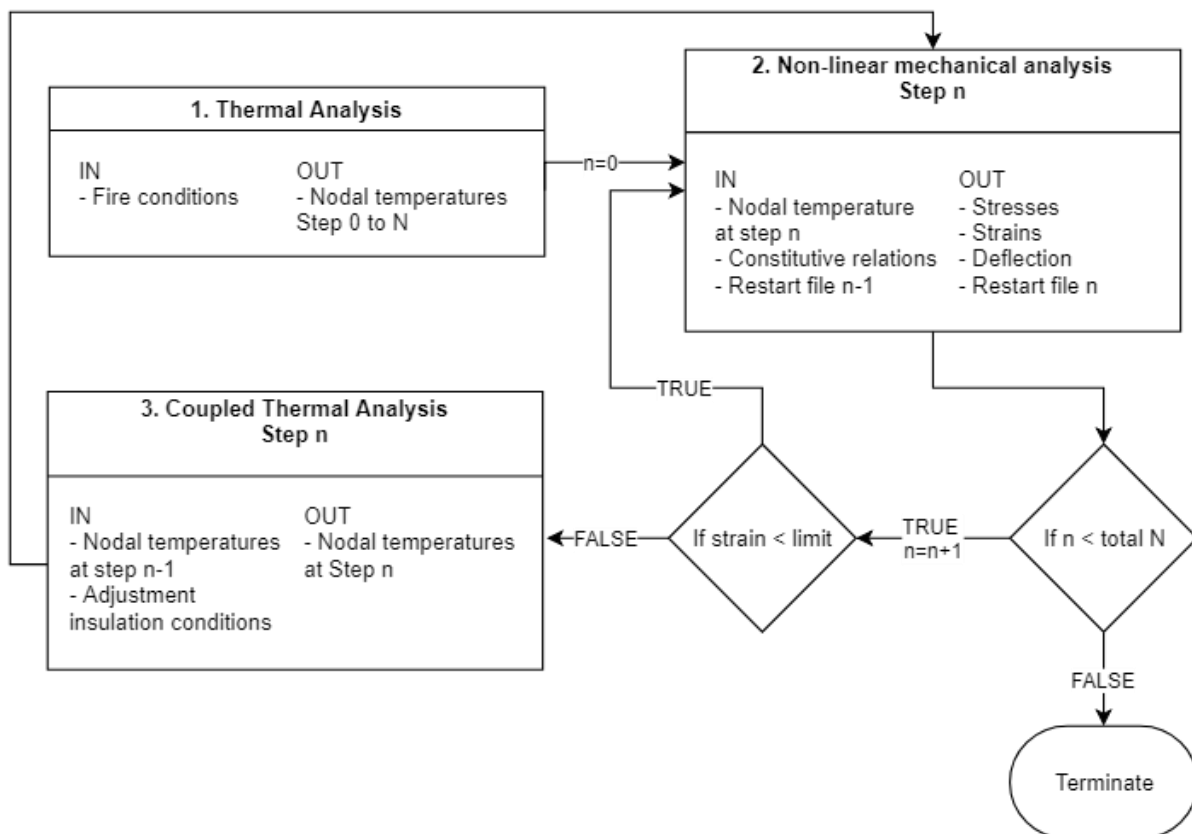 1. Thermal Analysis
IN
- Fire conditions
OUT
- Nodal temperatures
Step 0 to N
n=0
2. Non-linear mechanical analysis
Step n
IN
- Nodal temperature
at step n
- Constitutive relations
- Restart file n-1
OUT
- Stresses
- Strains
- Deflection
- Restart file n
TRUE
3. Coupled Thermal Analysis
Step n
IN
- Nodal temperatures
at step n-1
- Adjustment
insulation conditions
OUT
- Nodal temperatures
at Step n
FALSE
If strain < limit
TRUE
n=n+1
If n < total N
FALSE
Terminate